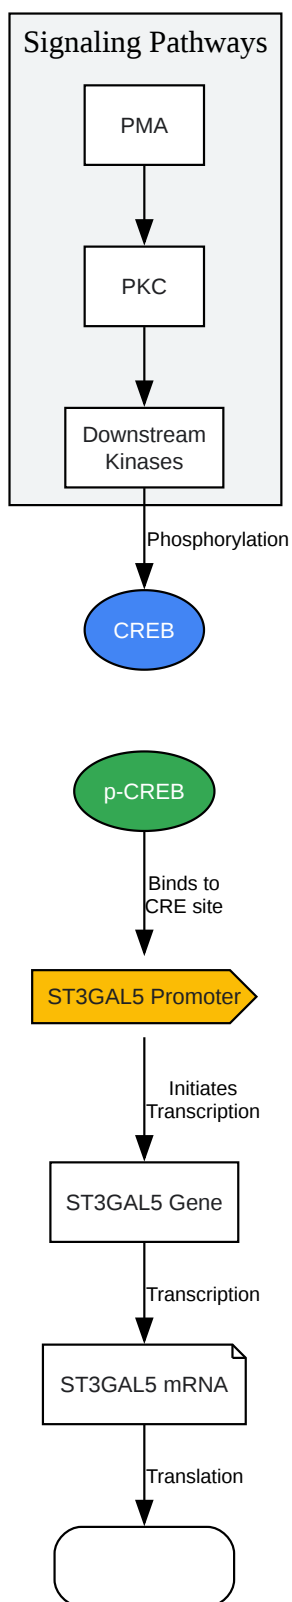 Signaling Pathways
PMA
PKC
Downstream
Kinases
Phosphorylation
CREB
p-CREB
Binds to
CRE site
ST3GAL5 Promoter
Initiates
Transcription
ST3GAL5 Gene
Transcription
ST3GAL5 mRNA
Translation